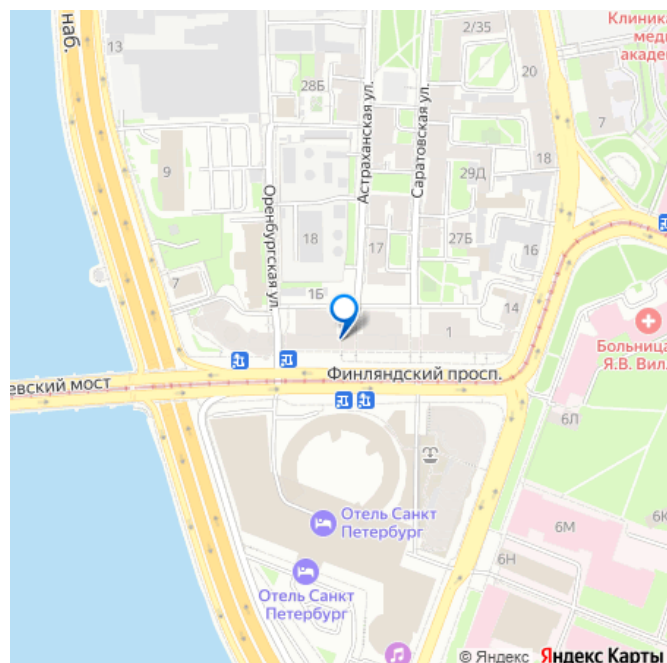 Клиника
меди
акаде
наб.
13
2/35
28Б
20
7
Астраханская ул.
Саратовская ул.
9
29Д
18
Оренбургская ул.
18
17
27Б
16
7
1Б
14
1
Больница
Я.В. Вил
Финляндский просп.
евский мост
6Л
Отель Санкт
Петербург
6М
6К
6Н
Отель Санкт
Петербург
© Яндекс Яндекс Карты